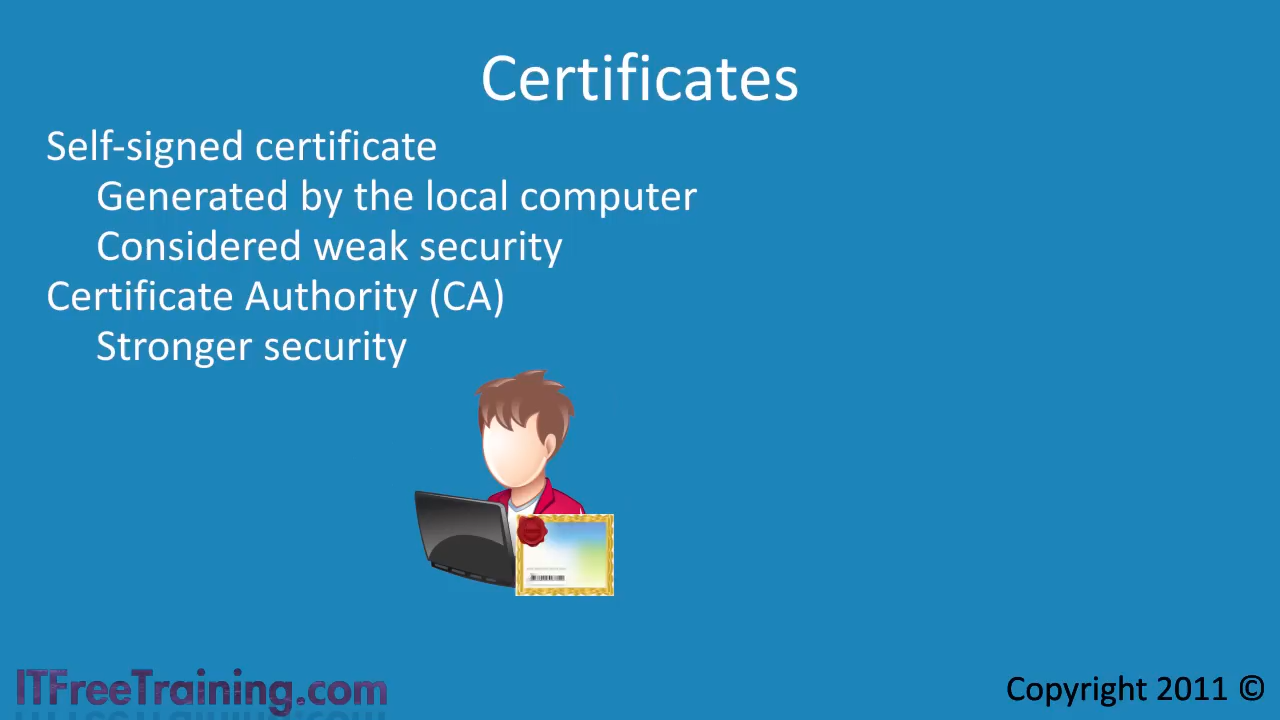 Certificates
Self-signed certificate
Generated by the local computer
Considered weak security
Certificate Authority (CA)
Stronger security
ITFreeTraining.com
Copyright 2011 ©